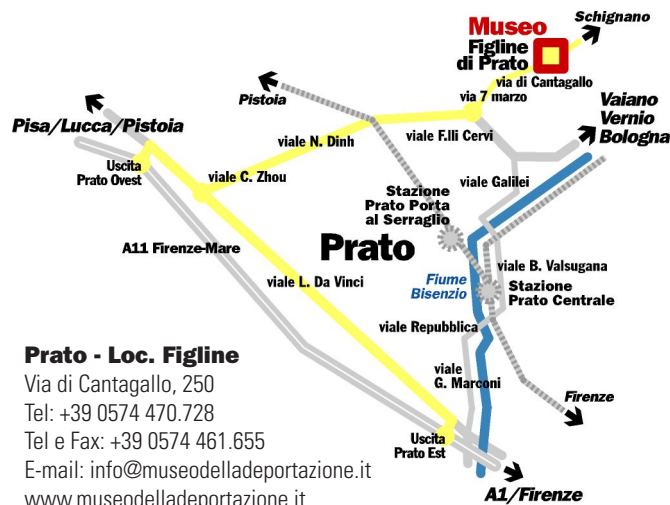 Schignano
Museo
Figline
di Prato
via di Cantagallo
via 7 marzo
Pistoia
Vaiano
Vernio
Bologna
Pisa/Lucca/Pistoia
viale N. Dinh
viale F.lli Cervi
Uscita
Prato Ovest
viale C. Zhou
viale Galilei
Stazione
Prato Porta
al Serraglio
A11 Firenze-Mare
Prato
viale L. Da Vinci
viale B. Valsugana
Fiume
Bisenzio
Stazione
Prato Centrale
viale Repubblica
viale
G. Marconi
Firenze
Uscita
Prato Est
A1/Firenze
Prato - Loc. Figline
Via di Cantagallo, 250
Tel: +39 0574 470.728
Tel e Fax: +39 0574 461.655
E-mail: info@museodelladeportazione.it
www.museodelladeportazione.it